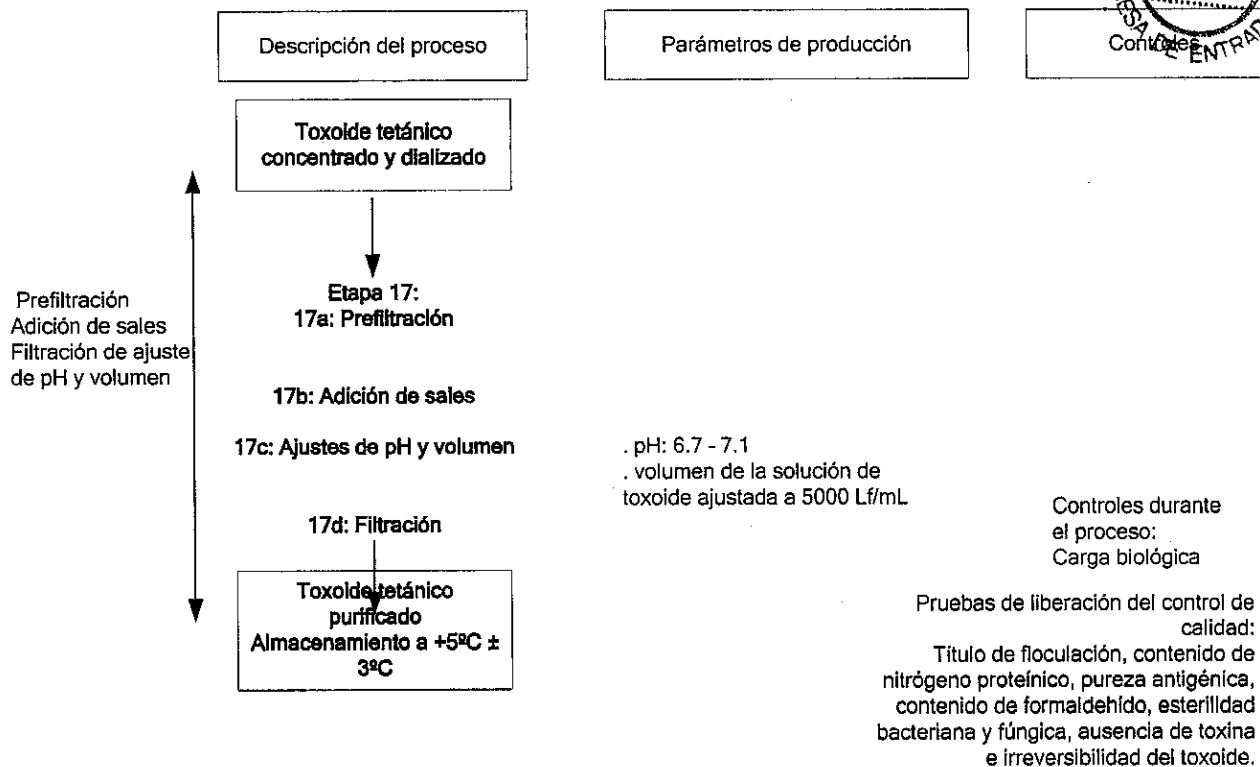 Descripción del proceso
Parámetros de producción
Controles
DE ENTRAD
Toxoide tetánico
concentrado y dializado
Prefiltración
Adición de sales
Filtración de ajuste
de pH y volumen
Etapa 17:
17a: Prefiltración
17b: Adición de sales
17c: Ajustes de pH y volumen
. pH: 6.7 - 7.1
. volumen de la solución de
toxoide ajustada a 5000 Lf/mL
17d: Filtración
Controles durante
el proceso:
Carga biológica
Toxoide tetánico
purificado
Almacenamiento a +5ºC ±
3ºC
Pruebas de liberación del control de
calidad:
Título de floculación, contenido de
nitrógeno proteínico, pureza antigénica,
contenido de formaldehído, esterilidad
bacteriana y fúngica, ausencia de toxina
e irreversibilidad del toxoide.